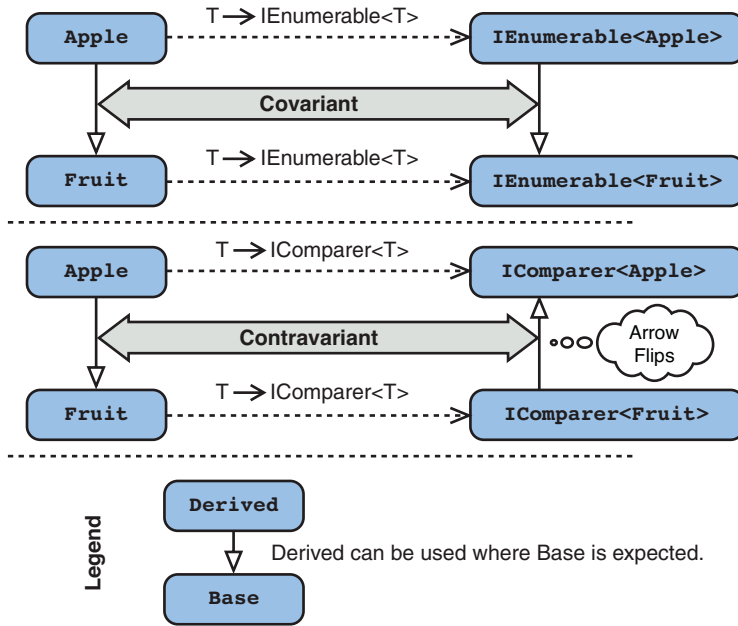 T → IEnumerable<T>
Apple
IEnumerable<Apple>
Covariant
T → IEnumerable<T>
Fruit
IEnumerable<Fruit>
T → IComparer<T>
Apple
IComparer<Apple>
Contravariant
Arrow
Flips
T → IComparer<T>
Fruit
IComparer<Fruit>
Legend
Derived
Derived can be used where Base is expected.
Base